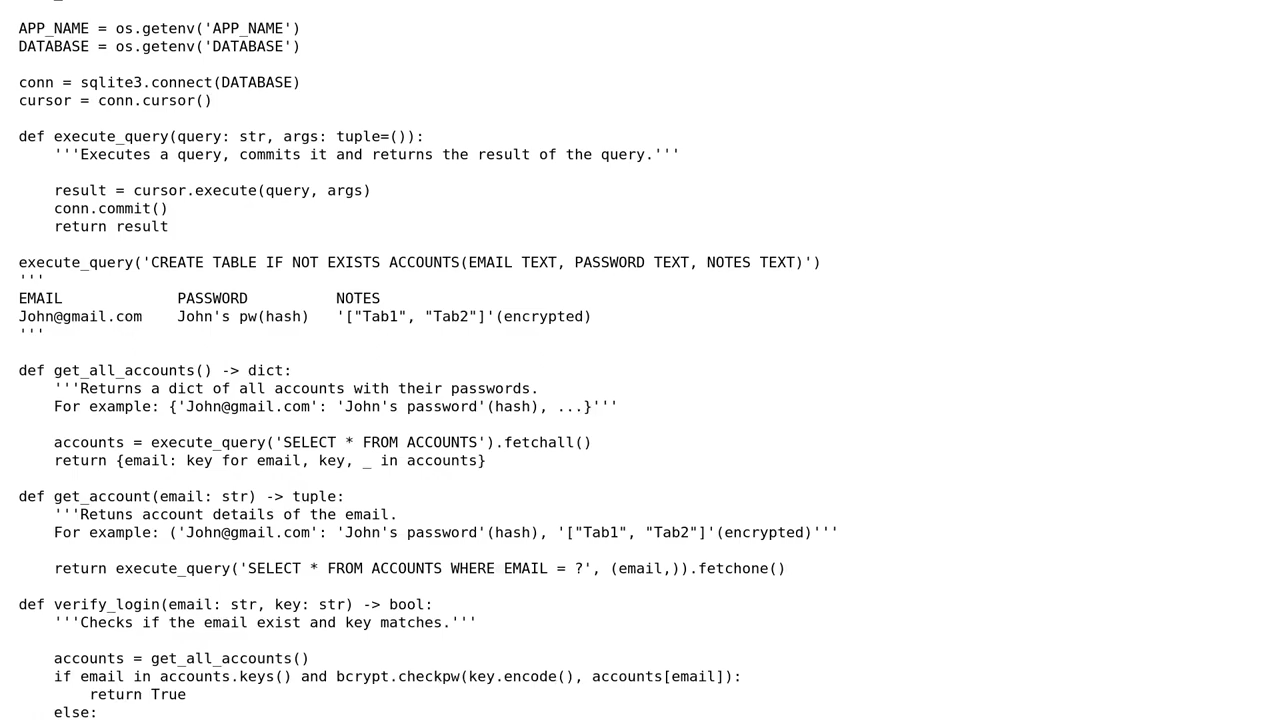 APP_NAME = os.getenv('APP_NAME')
DATABASE = os.getenv('DATABASE')

conn = sqlite3.connect(DATABASE)
cursor = conn.cursor()

def execute_query(query: str, args: tuple=()):
    '''Executes a query, commits it and returns the result of the query.'''

    result = cursor.execute(query, args)
    conn.commit()
    return result

execute_query('CREATE TABLE IF NOT EXISTS ACCOUNTS(EMAIL TEXT, PASSWORD TEXT, NOTES TEXT)')
'''
EMAIL             PASSWORD          NOTES
John@gmail.com    John's pw(hash)   '["Tab1", "Tab2"]'(encrypted)
'''

def get_all_accounts() -> dict:
    '''Returns a dict of all accounts with their passwords.
    For example: {'John@gmail.com': 'John's password'(hash), ...}'''

    accounts = execute_query('SELECT * FROM ACCOUNTS').fetchall()
    return {email: key for email, key, _ in accounts}

def get_account(email: str) -> tuple:
    '''Retuns account details of the email.
    For example: ('John@gmail.com': 'John's password'(hash), '["Tab1", "Tab2"]'(encrypted)'''

    return execute_query('SELECT * FROM ACCOUNTS WHERE EMAIL = ?', (email,)).fetchone()

def verify_login(email: str, key: str) -> bool:
    '''Checks if the email exist and key matches.'''

    accounts = get_all_accounts()
    if email in accounts.keys() and bcrypt.checkpw(key.encode(), accounts[email]):
        return True
    else: